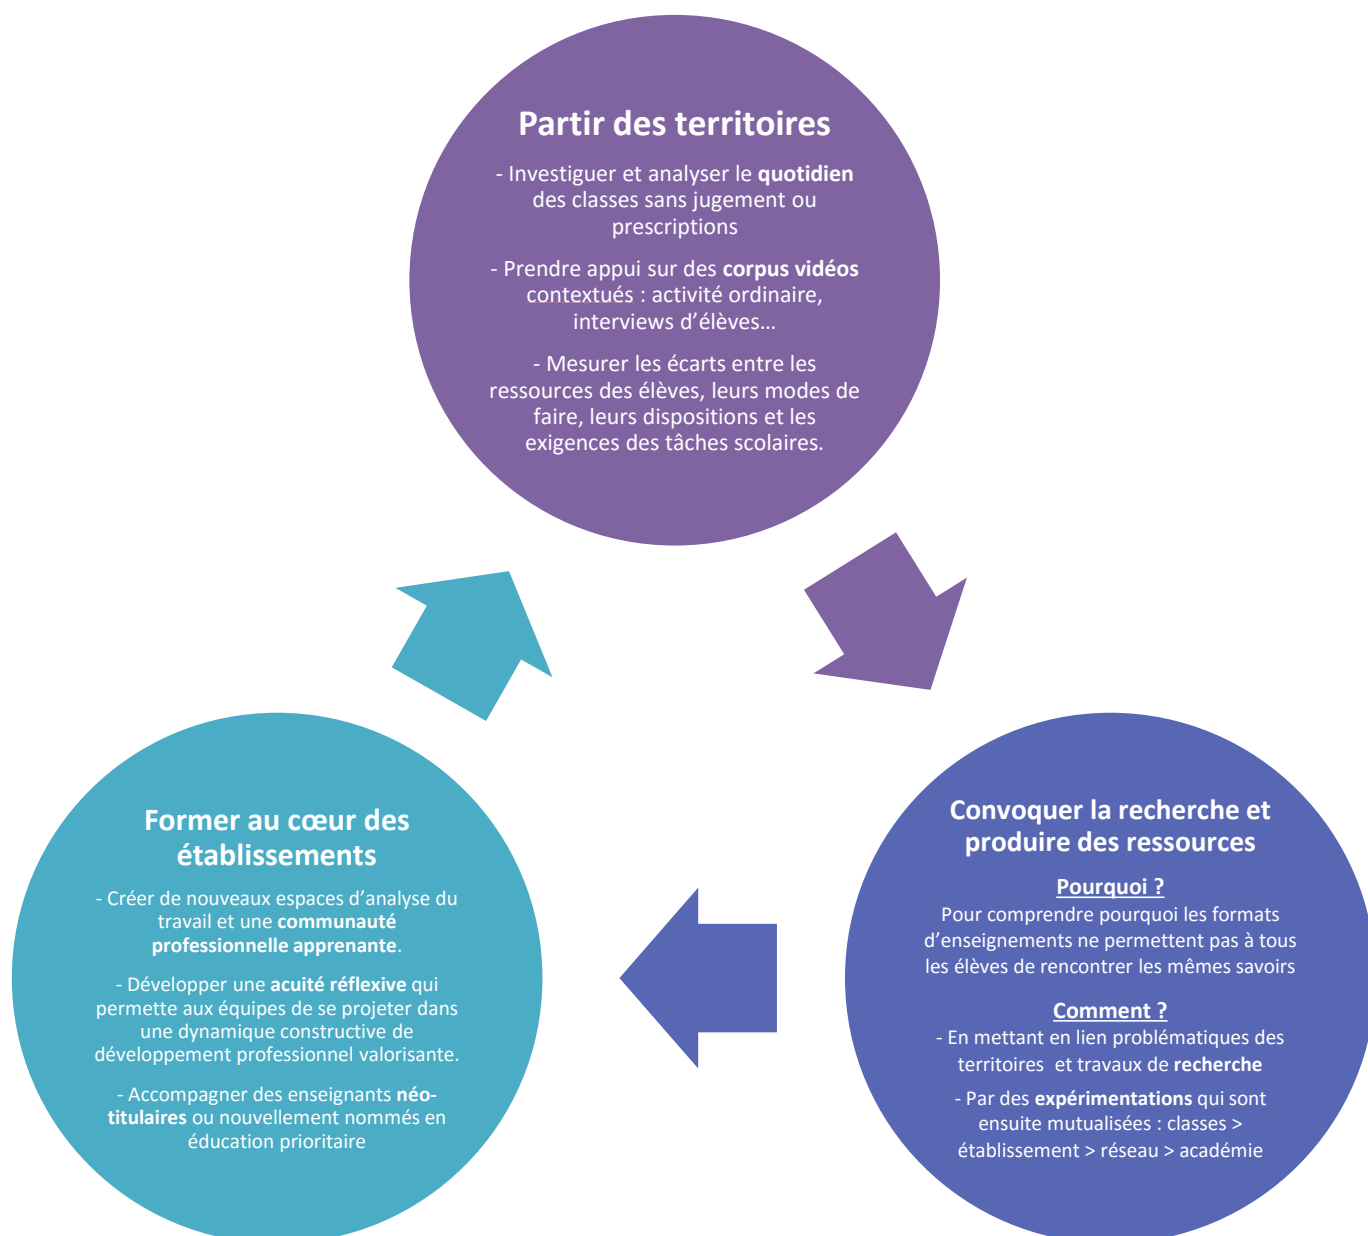 Partir des territoires
- Investiguer et analyser le quotidien
des classes sans jugement ou
prescriptions
- Prendre appui sur des corpus vidéos
contextués : activité ordinaire,
interviews d’élèves…
- Mesurer les écarts entre les
ressources des élèves, leurs modes de
faire, leurs dispositions et les
exigences des tâches scolaires.
Convoquer la recherche et
produire des ressources
Pourquoi ?
Pour comprendre pourquoi les formats
d’enseignements ne permettent pas à tous
les élèves de rencontrer les mêmes savoirs
Comment ?
- En mettant en lien problématiques des
territoires et travaux de recherche
- Par des expérimentations qui sont
ensuite mutualisées : classes >
établissement > réseau > académie
Former au cœur des
établissements
- Créer de nouveaux espaces d’analyse du
travail et une communauté
professionnelle apprenante.
- Développer une acuité réflexive qui
permette aux équipes de se projeter dans
une dynamique constructive de
développement professionnel valorisante.
- Accompagner des enseignants néo-
titulaires ou nouvellement nommés en
éducation prioritaire